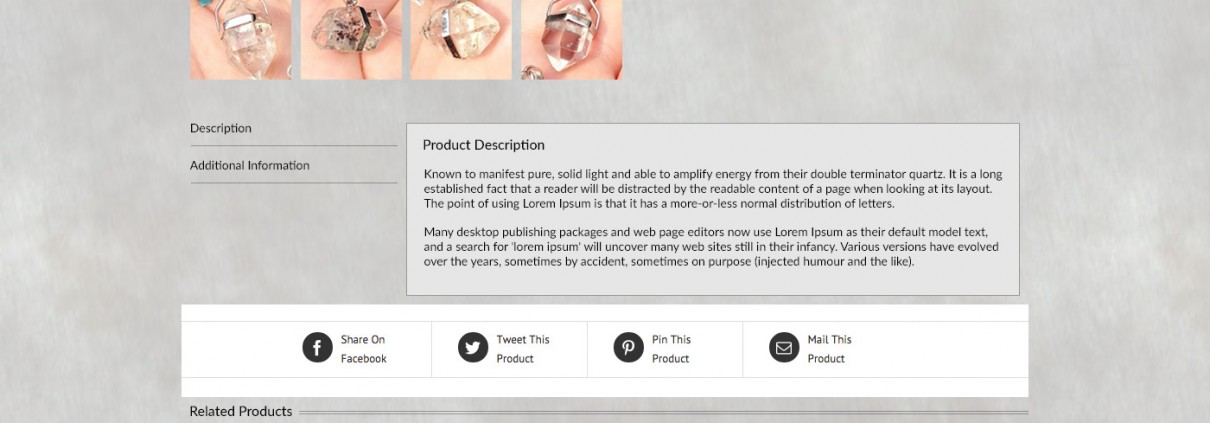 Description
Additional Information
Product Description
Known to manifest pure, solid light and able to amplify energy from their double terminator quartz. It is a long
established fact that a reader will be distracted by the readable content of a page when looking at its layout.
The point of using Lorem Ipsum is that it has a more-or-less normal distribution of letters.
Many desktop publishing packages and web page editors now use Lorem Ipsum as their default model text,
and a search for 'lorem ipsum' will uncover many web sites still in their infancy. Various versions have evolved
over the years, sometimes by accident, sometimes on purpose (injected humour and the like).
Share On
Facebook
Tweet This
Product
Pin This
Product
Mail This
Product
Related Products